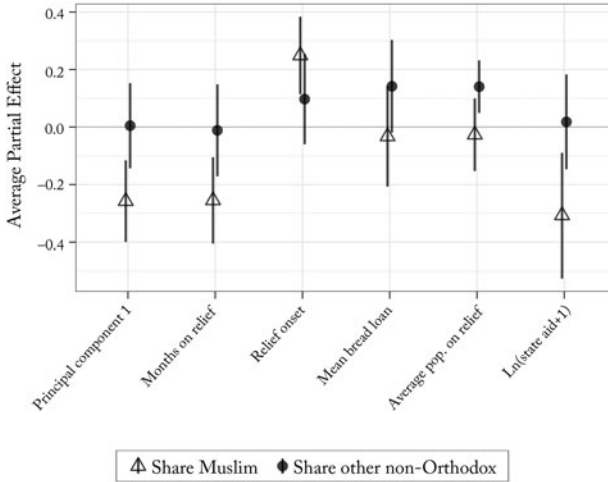 0.4
0.2
0.0
−0.2
−0.4
Average Partial Effect
Principal component 1
Months on relief
Relief onset
Mean bread loan
Average pop. on relief
Ln(state aid+1)
Share Muslim
Share other non-Orthodox